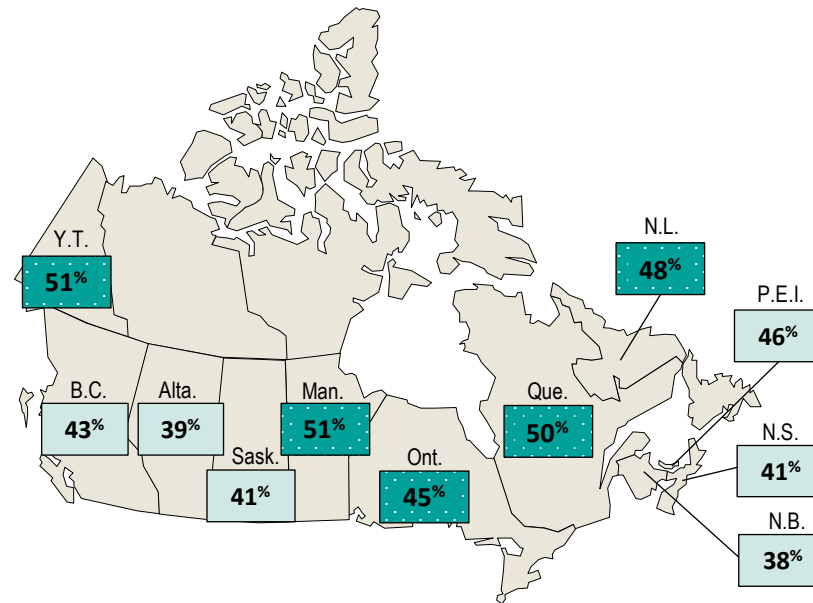 Y.T.
51%
N.L.
48%
P.E.I.
46%
B.C.
43%
Alta.
39%
Man.
51%
Que.
50%
Sask.
41%
Ont.
45%
N.S.
41%
N.B.
38%